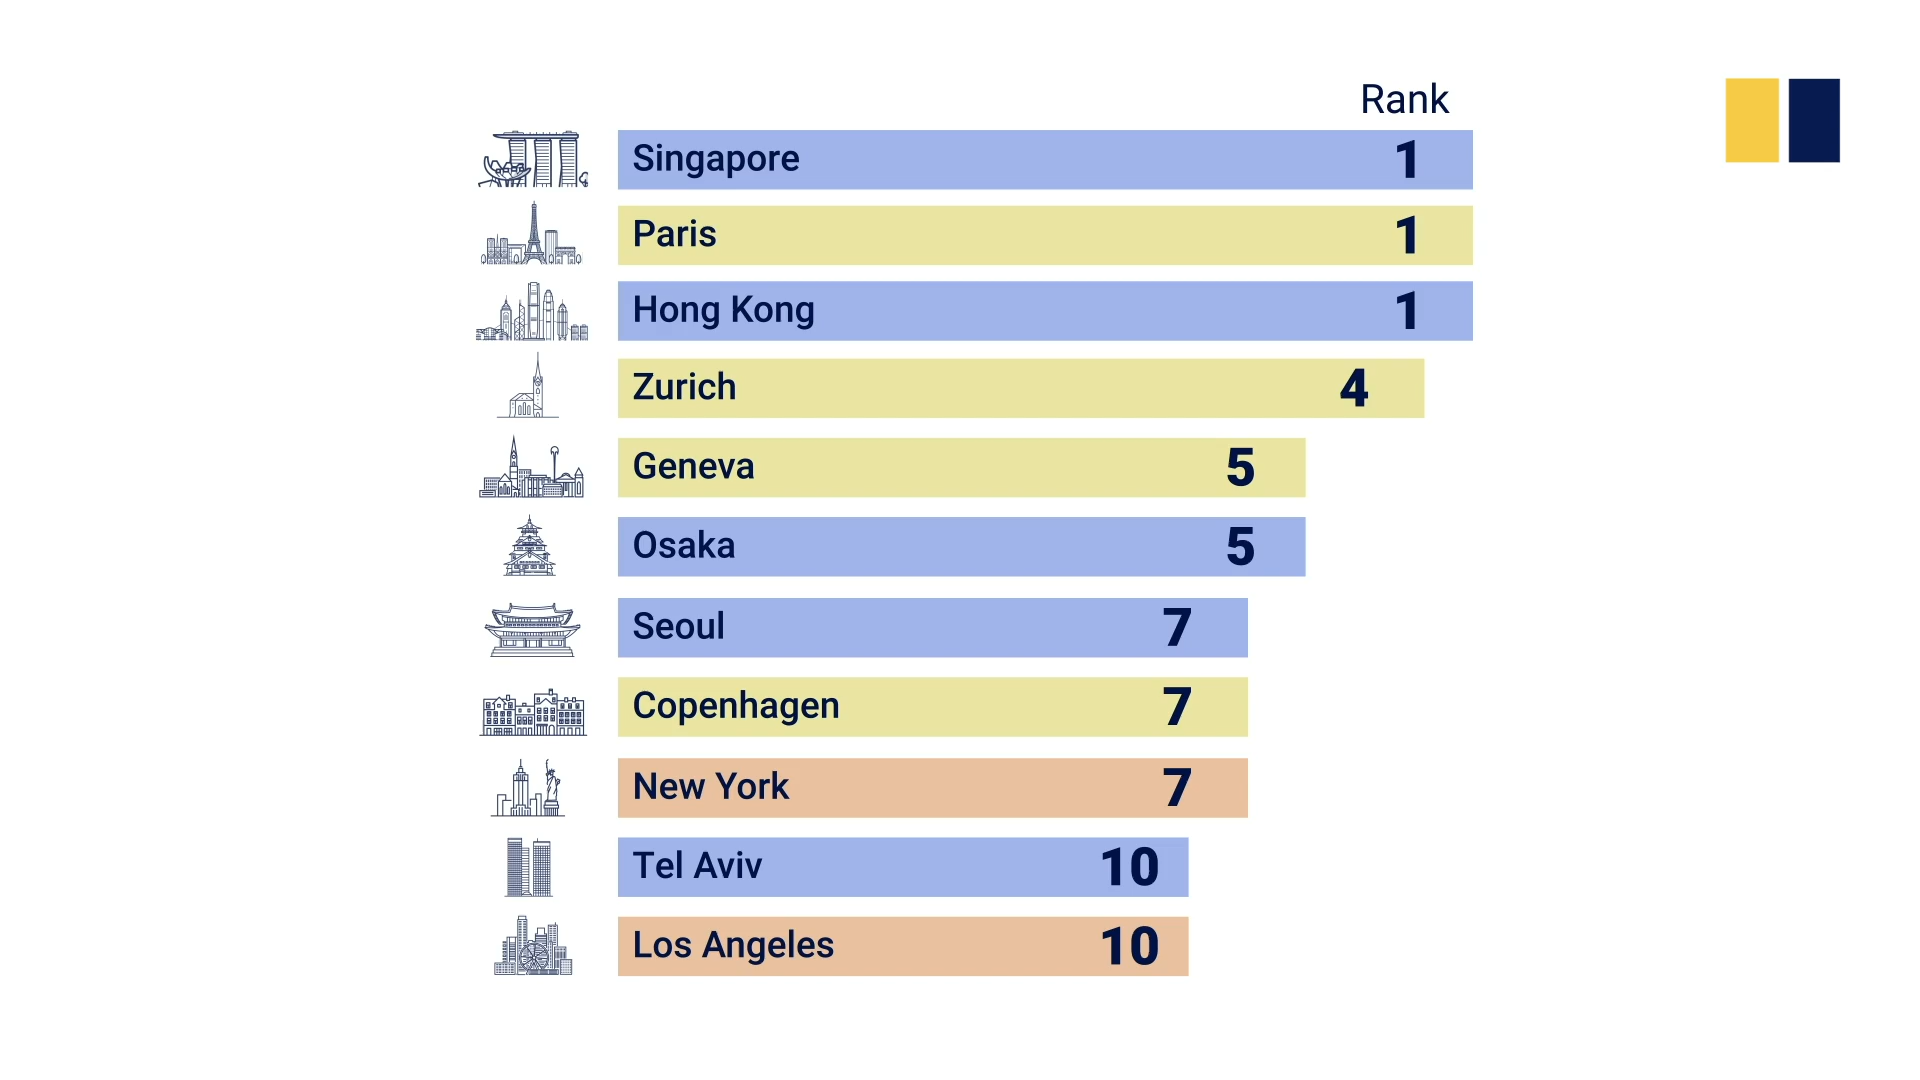 Rank
Singapore 1
Paris 1
Hong Kong 1
Zurich 4
Geneva 5
Osaka 5
Seoul 7
Copenhagen 7
New York 7
Tel Aviv 10
Los Angeles 10